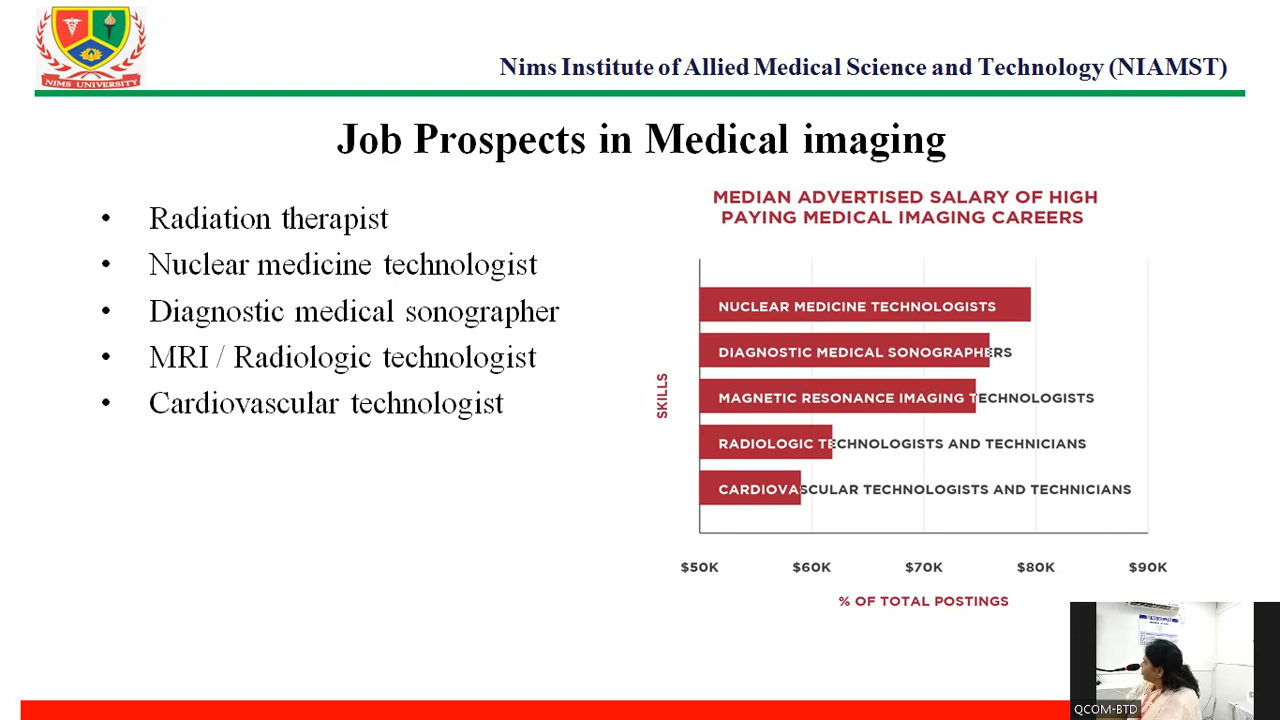 NIMS UNIVERSITY
Nims Institute of Allied Medical Science and Technology (NIAMST)
Job Prospects in Medical imaging
• Radiation therapist
• Nuclear medicine technologist
• Diagnostic medical sonographer
• MRI / Radiologic technologist
• Cardiovascular technologist
MEDIAN ADVERTISED SALARY OF HIGH
PAYING MEDICAL IMAGING CAREERS
SKILLS
NUCLEAR MEDICINE TECHNOLOGISTS
DIAGNOSTIC MEDICAL SONOGRAPHERS
MAGNETIC RESONANCE IMAGING TECHNOLOGISTS
RADIOLOGIC TECHNOLOGISTS AND TECHNICIANS
CARDIOVASCULAR TECHNOLOGISTS AND TECHNICIANS
$50K $60K $70K $80K $90K
% OF TOTAL POSTINGS
QCOM-BTD